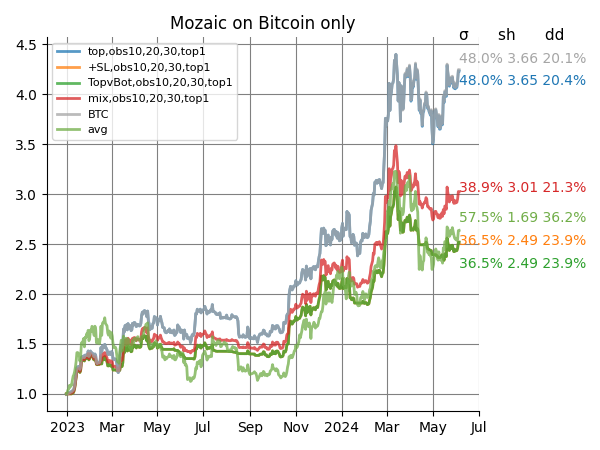 Mozaic on Bitcoin only
σ sh dd
top,obs10,20,30,top1
+SL,obs10,20,30,top1
TopvBot,obs10,20,30,top1
mix,obs10,20,30,top1
BTC
avg
48.0% 3.66 20.1%
48.0% 3.65 20.4%
38.9% 3.01 21.3%
57.5% 1.69 36.2%
36.5% 2.49 23.9%
36.5% 2.49 23.9%
4.5
4.0
3.5
3.0
2.5
2.0
1.5
1.0
2023 Mar May Jul Sep Nov 2024 Mar May Jul